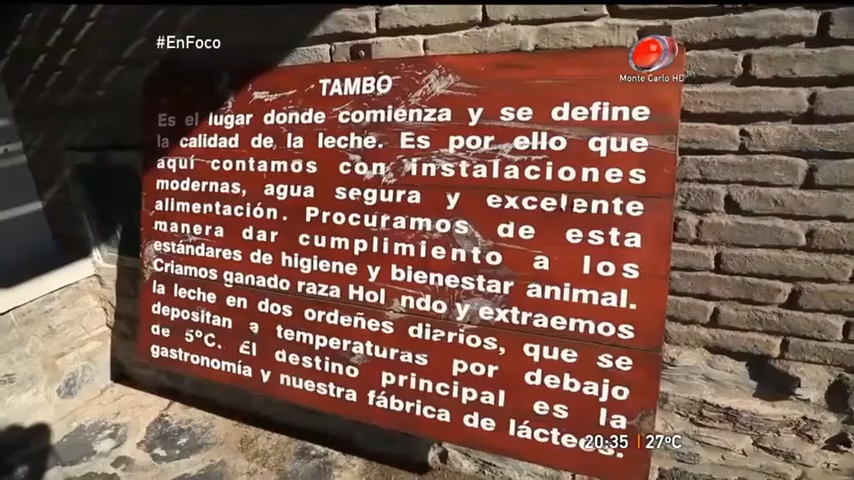 #EnFoco
Monte Carlo HD
TAMBO
Es el lugar donde comienza y se define
la calidad de la leche. Es por ello que
aquí contamos con instalaciones
modernas, agua segura y excelente
alimentación. Procuramos de esta
manera dar cumplimiento a los
estándares de higiene y bienestar animal.
Criamos ganado raza Hol ndo y extraemos
la leche en dos ordeñes diarios, que se
depositan a temperaturas por debajo
de 5°C. El destino principal es la
gastronomía y nuestra fábrica de lácteos.
20:35 27°C